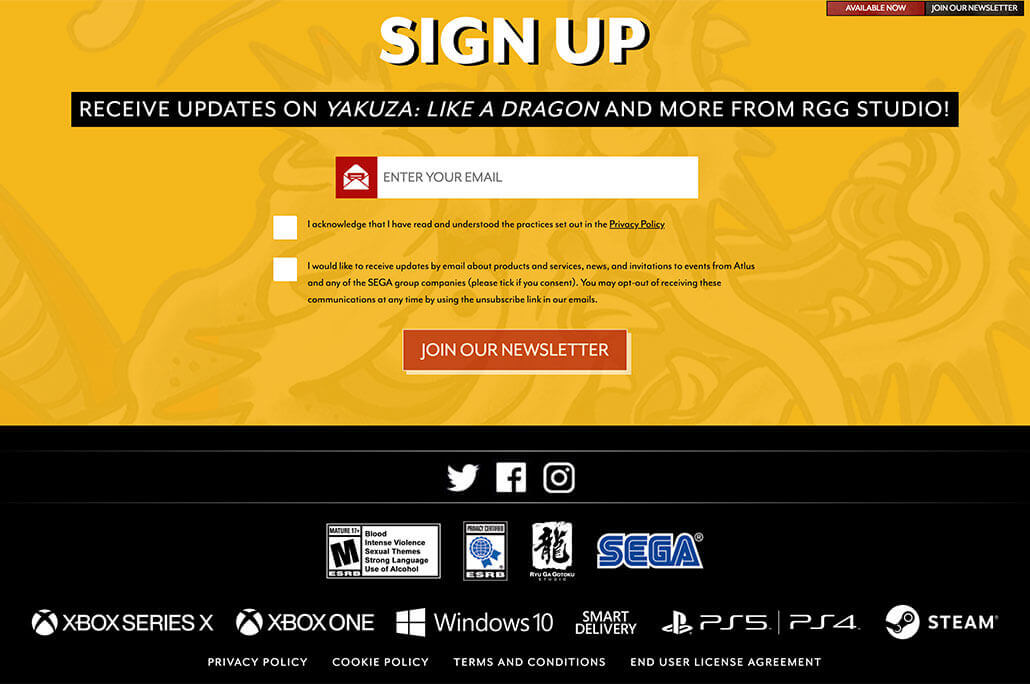 AVAILABLE NOW
JOIN OUR NEWSLETTER
SIGN UP
RECEIVE UPDATES ON YAKUZA: LIKE A DRAGON AND MORE FROM RGG STUDIO!
ENTER YOUR EMAIL
I acknowledge that I have read and understood the practices set out in the Privacy Policy
I would like to receive updates by email about products and services, news, and invitations to events from Atlus
and any of the SEGA group companies (please tick if you consent). You may opt-out of receiving these
communications at any time by using the unsubscribe link in our emails.
JOIN OUR NEWSLETTER
MATURE 17+
M
ESRB
Blood
Intense Violence
Sexual Themes
Strong Language
Use of Alcohol
PRIVACY CERTIFIED
ESRB
龍
RYU GA GOTOKU
STUDIO
SEGA®
XBOX SERIES X
XBOX ONE
Windows 10
SMART
DELIVERY
PS5
PS4
STEAM®
PRIVACY POLICY
COOKIE POLICY
TERMS AND CONDITIONS
END USER LICENSE AGREEMENT